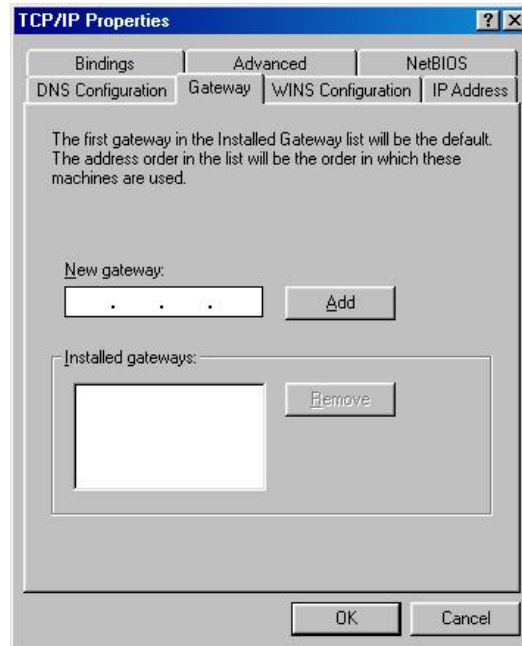 TCP/IP Properties
? X
Bindings Advanced NetBIOS
DNS Configuration Gateway WINS Configuration IP Address
The first gateway in the Installed Gateway list will be the default.
The address order in the list will be the order in which these
machines are used.
New gateway:
. . .
Add
Installed gateways:
Remove
OK Cancel